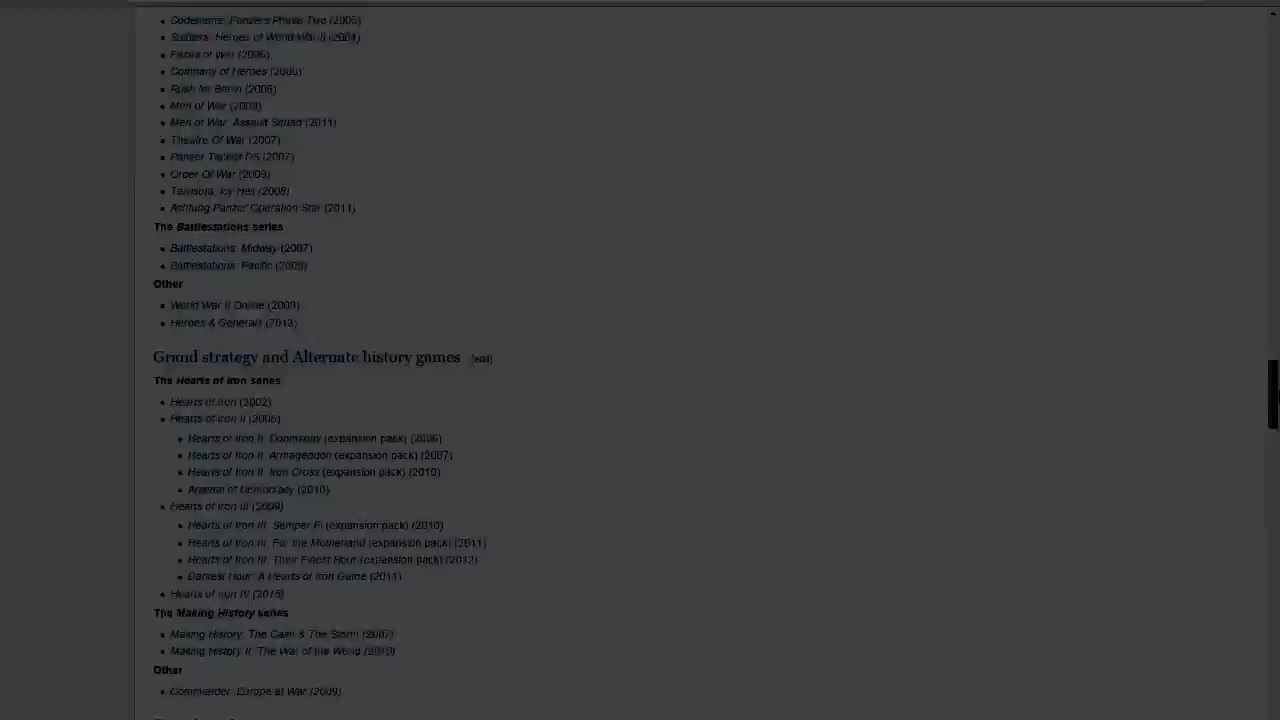 Codename: Panzers Phase Two (2005)
Soldiers: Heroes of World War II (2004)
Faces of War (2006)
Company of Heroes (2006)
Rush for Berlin (2006)
Men of War (2009)
Men of War: Assault Squad (2011)
Theatre Of War (2007)
Panzer Tactics DS (2007)
Order Of War (2009)
Talvisota: Icy Hell (2008)
Achtung Panzer Operation Star (2011)
The Battlestations series
Battlestations: Midway (2007)
Battlestations: Pacific (2009)
Other
World War II Online (2009)
Heroes & Generals (2013)
Grand strategy and Alternate history games [edit]
The Hearts of Iron series
Hearts of Iron (2002)
Hearts of Iron II (2005)
Hearts of Iron II: Doomsday (expansion pack) (2006)
Hearts of Iron II: Armageddon (expansion pack) (2007)
Hearts of Iron II: Iron Cross (expansion pack) (2010)
Arsenal of Democracy (2010)
Hearts of Iron III (2009)
Hearts of Iron III: Semper Fi (expansion pack) (2010)
Hearts of Iron III: For the Motherland (expansion pack) (2011)
Hearts of Iron III: Their Finest Hour (expansion pack) (2012)
Darkest Hour: A Hearts of Iron Game (2011)
Hearts of Iron IV (2015)
The Making History series
Making History: The Calm & The Storm (2007)
Making History II: The War of the World (2010)
Other
Commander: Europe at War (2009)